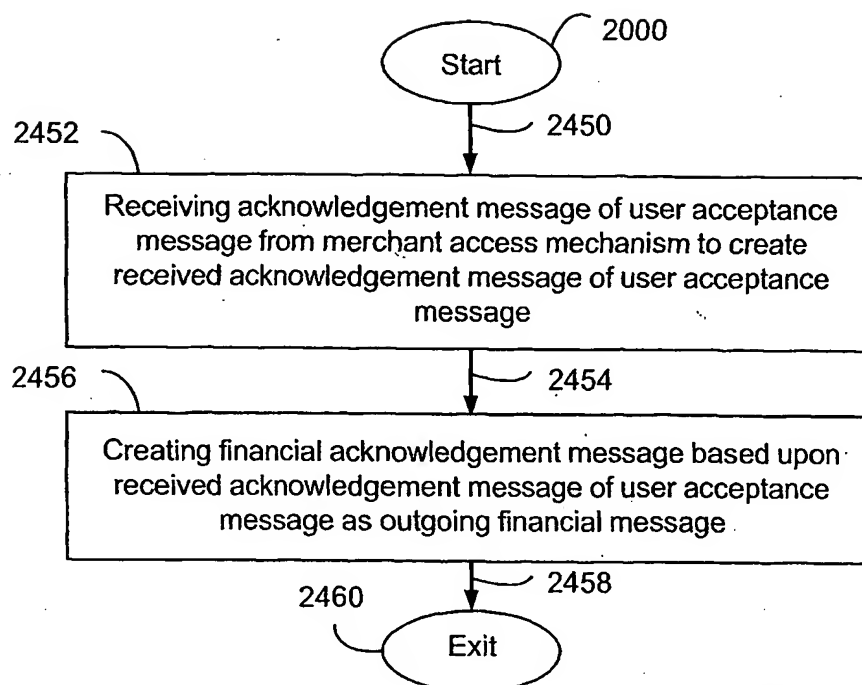 2000
Start
2450
2452
Receiving acknowledgement message of user acceptance
message from merchant access mechanism to create
received acknowledgement message of user acceptance
message
2454
2456
Creating financial acknowledgement message based upon
received acknowledgement message of user acceptance
message as outgoing financial message
2458
2460
Exit